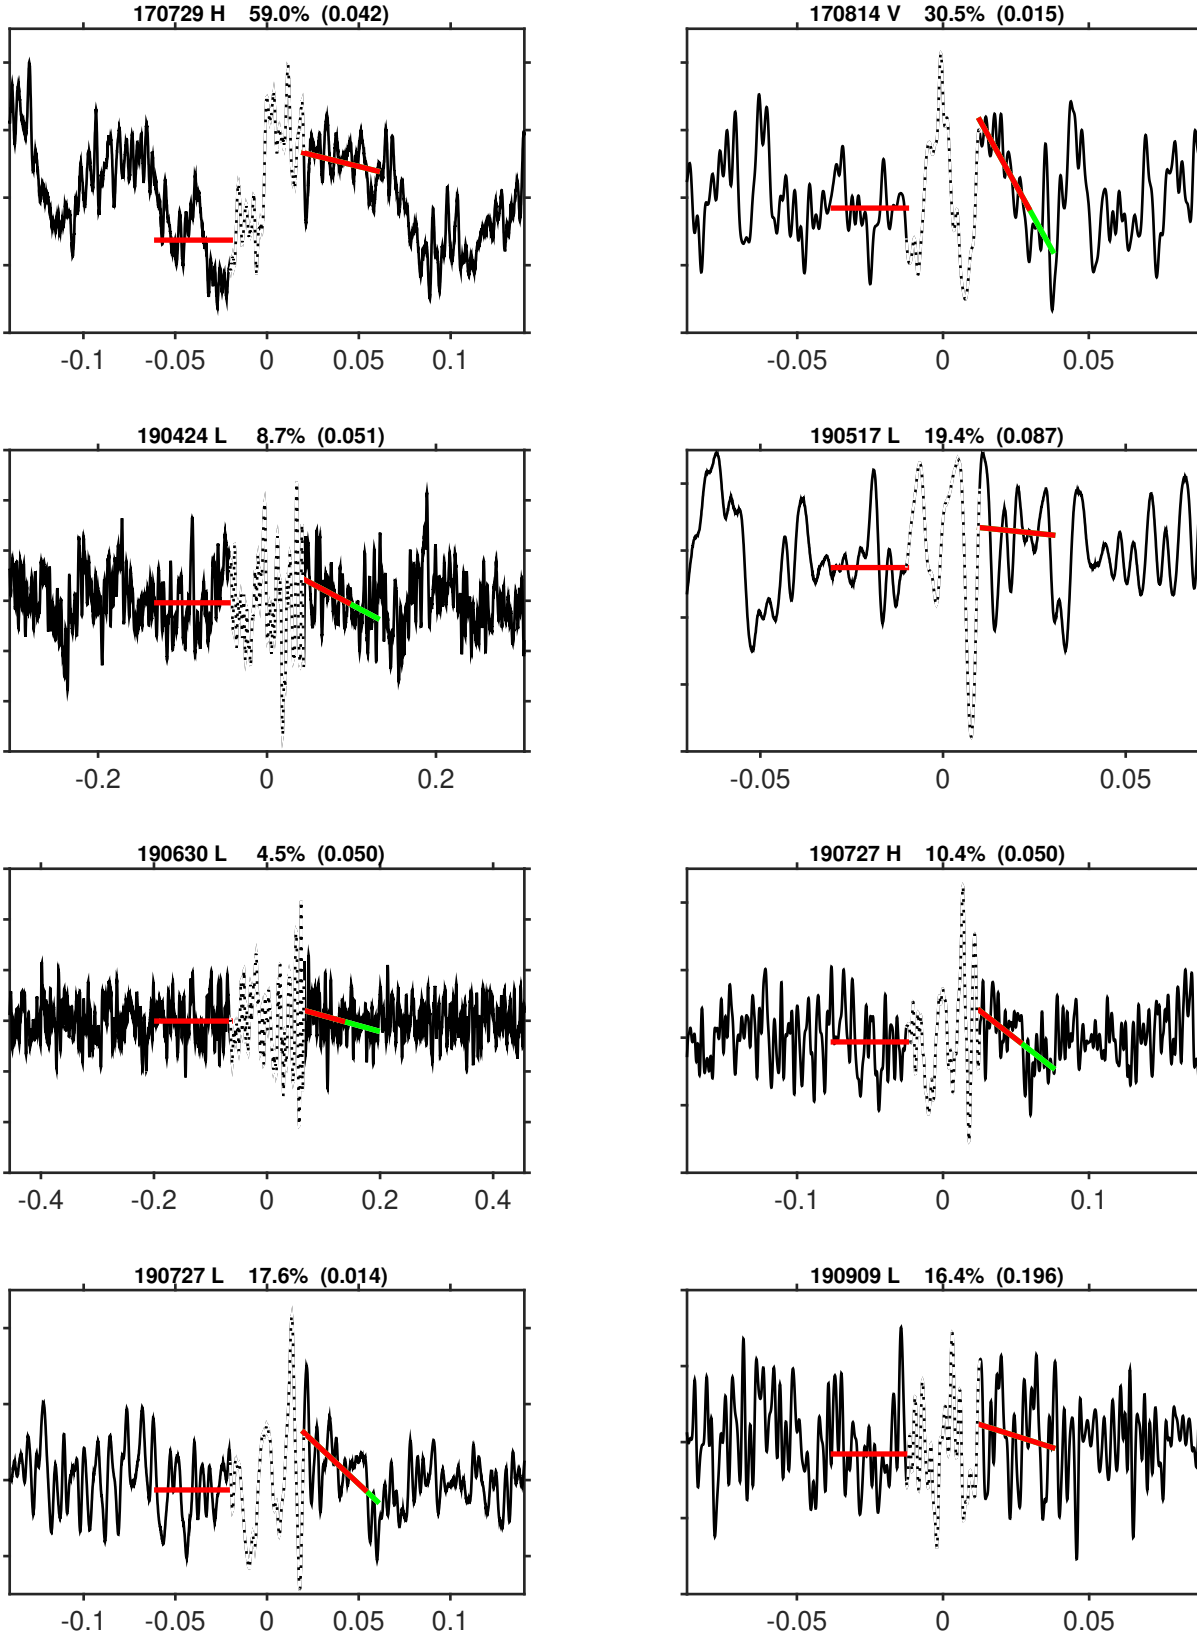 170729 H 59.0% (0.042)
170814 V 30.5% (0.015)
-0.1 -0.05 0 0.05 0.1
-0.05 0 0.05
190424 L 8.7% (0.051)
190517 L 19.4% (0.087)
-0.2 0 0.2
-0.05 0 0.05
190630 L 4.5% (0.050)
190727 H 10.4% (0.050)
-0.4 -0.2 0 0.2 0.4
-0.1 0 0.1
190727 L 17.6% (0.014)
190909 L 16.4% (0.196)
-0.1 -0.05 0 0.05 0.1
-0.05 0 0.05